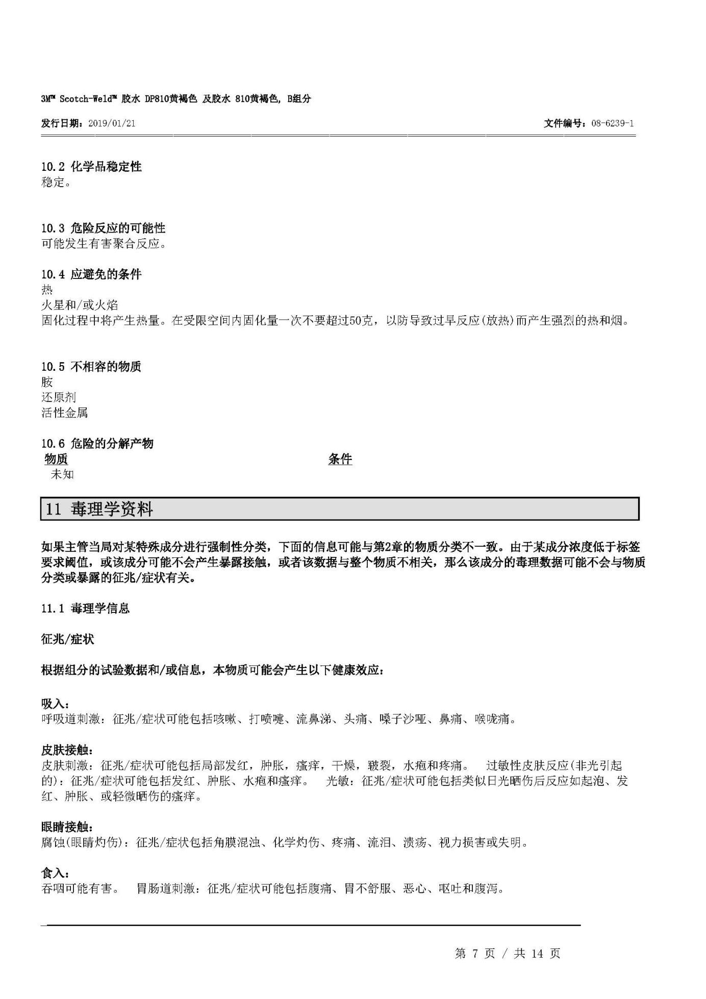 3M™ Scotch-Weld™ 胶水 DP810黄褐色 及胶水 810黄褐色, B组分
发行日期：2019/01/21 文件编号：08-6239-1
10.2 化学品稳定性
稳定。
10.3 危险反应的可能性
可能发生有害聚合反应。
10.4 应避免的条件
热
火星和/或火焰
固化过程中将产生热量。在受限空间内固化量一次不要超过50克，以防导致过早反应(放热)而产生强烈的热和烟。
10.5 不相容的物质
胺
还原剂
活性金属
10.6 危险的分解产物
物质 条件
未知
11 毒理学资料
如果主管当局对某特殊成分进行强制性分类，下面的信息可能与第2章的物质分类不一致。由于某成分浓度低于标签
要求阈值，或该成分可能不会产生暴露接触，或者该数据与整个物质不相关，那么该成分的毒理数据可能不会与物质
分类或暴露的征兆/症状有关。
11.1 毒理学信息
征兆/症状
根据组分的试验数据和/或信息，本物质可能会产生以下健康效应：
吸入：
呼吸道刺激：征兆/症状可能包括咳嗽、打喷嚏、流鼻涕、头痛、嗓子沙哑、鼻痛、喉咙痛。
皮肤接触：
皮肤刺激：征兆/症状可能包括局部发红，肿胀，瘙痒，干燥，皲裂，水疱和疼痛。 过敏性皮肤反应(非光引起
的)：征兆/症状可能包括发红、肿胀、水疱和瘙痒。 光敏：征兆/症状可能包括类似日光晒伤后反应如起泡、发
红、肿胀、或轻微晒伤的瘙痒。
眼睛接触：
腐蚀(眼睛灼伤)：征兆/症状包括角膜混浊、化学灼伤、疼痛、流泪、溃疡、视力损害或失明。
食入：
吞咽可能有害。 胃肠道刺激：征兆/症状可能包括腹痛、胃不舒服、恶心、呕吐和腹泻。
第 7 页 / 共 14 页